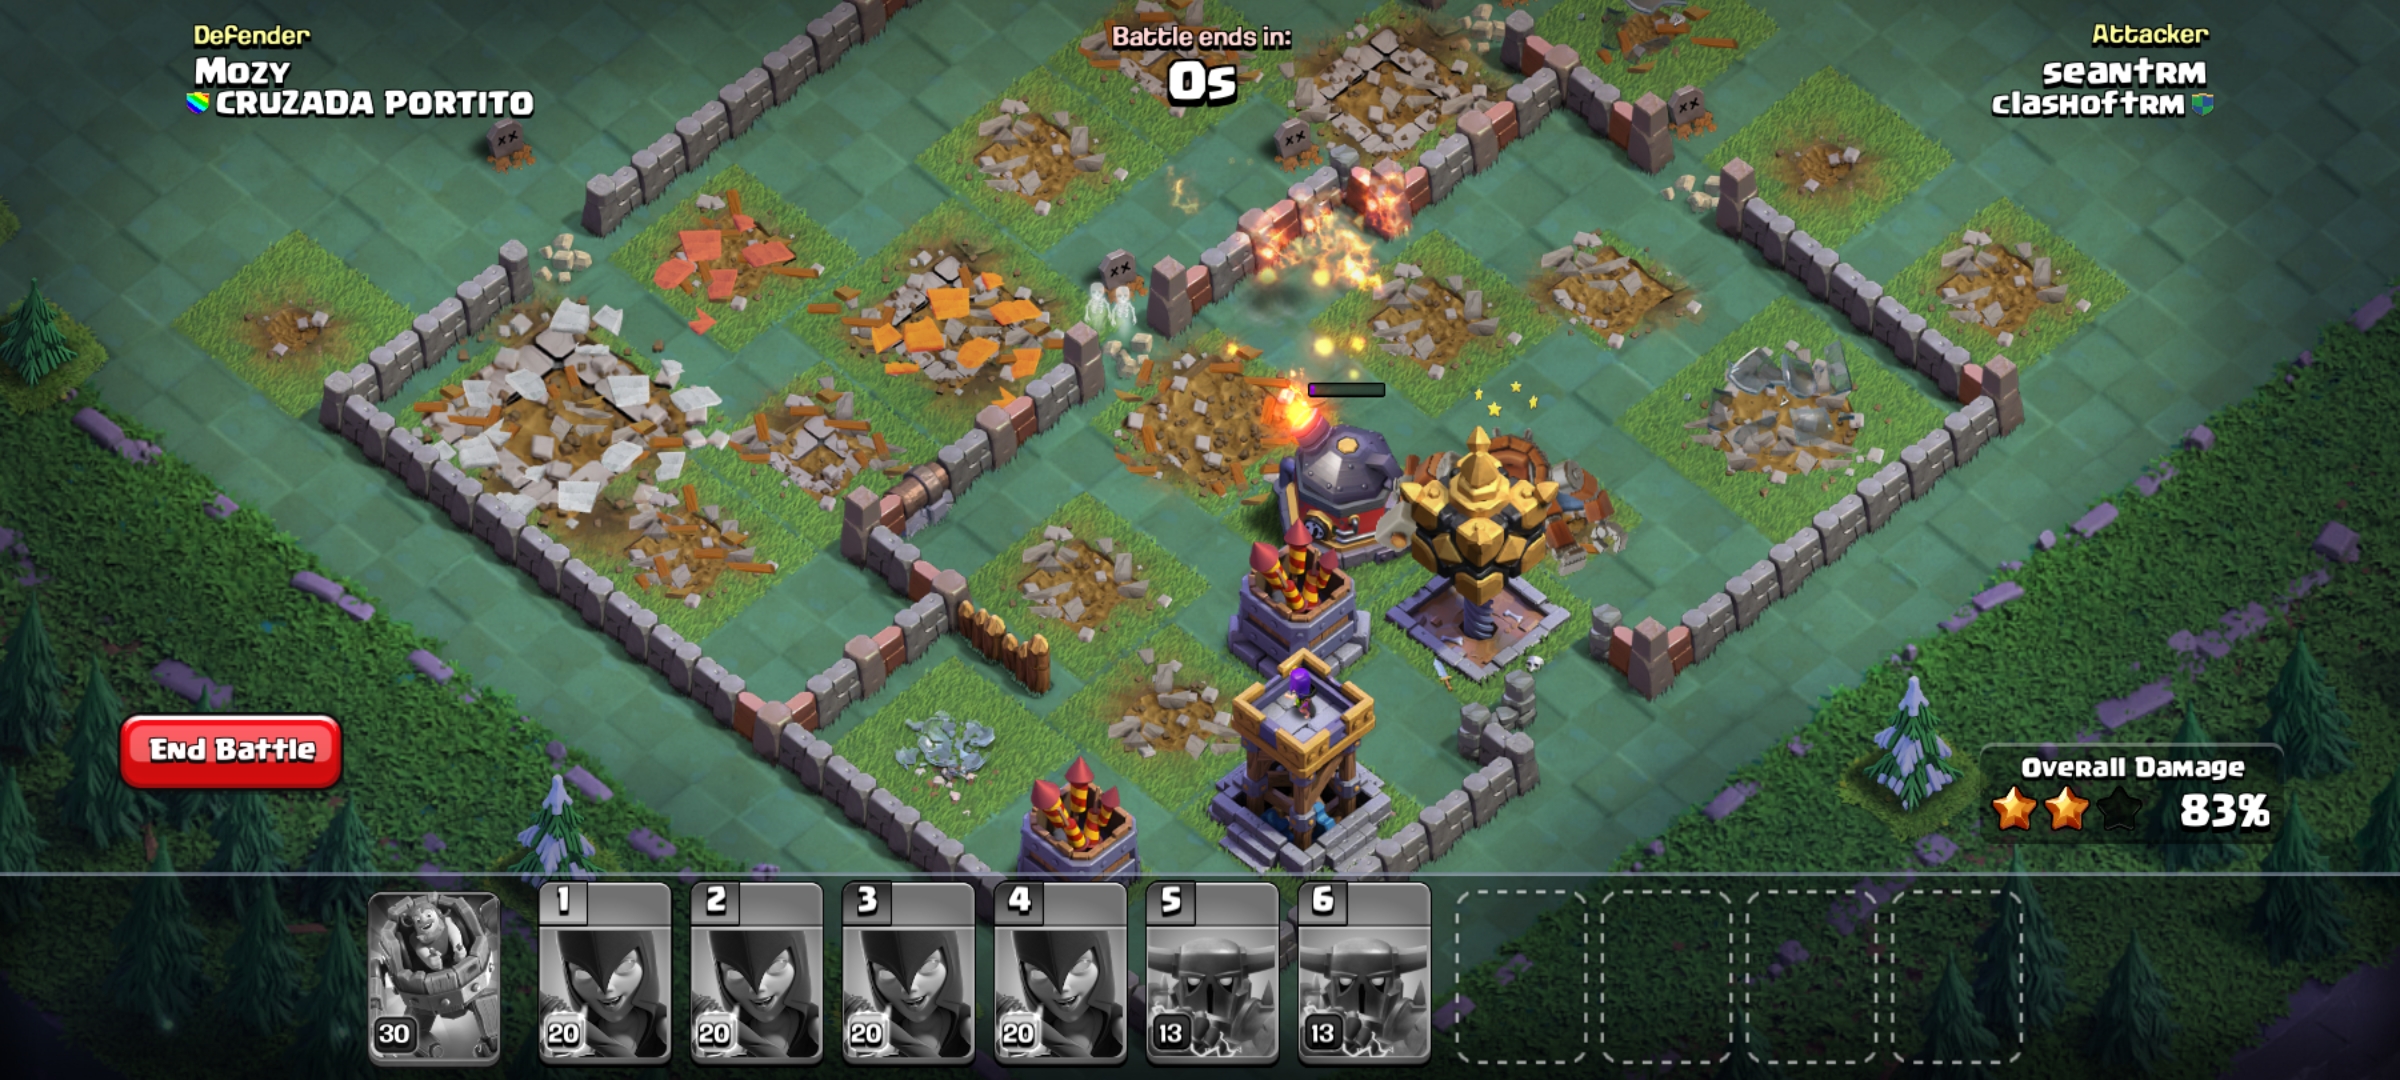 Defender
Mozy
CRUZADA PORTITO
Battle ends in:
0s
Attacker
seantRM
clashoftRM
End Battle
Overall Damage
83%
30
1
20
2
20
3
20
4
20
5
13
6
13